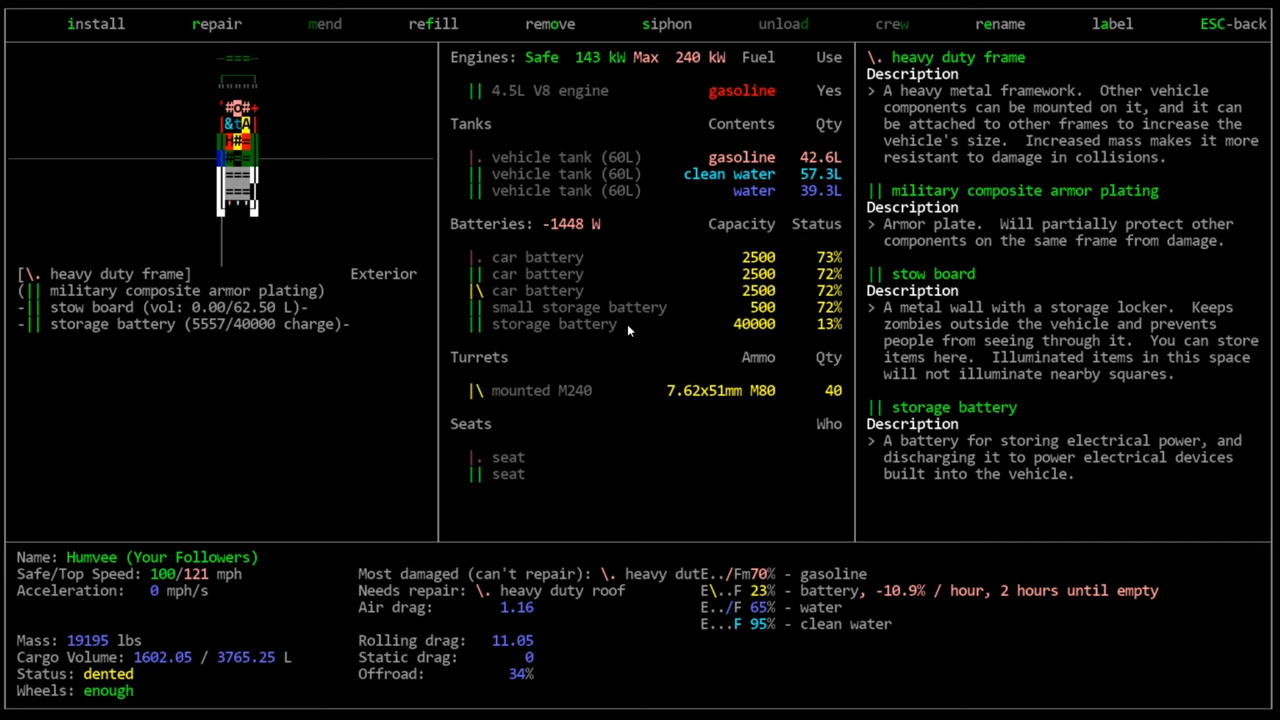 install repair mend refill remove siphon unload crew rename label ESC-back
Engines: Safe 143 kW Max 240 kW Fuel Use
|| 4.5L V8 engine gasoline Yes
Tanks Contents Qty
|. vehicle tank (60L) gasoline 42.6L
|| vehicle tank (60L) clean water 57.3L
|| vehicle tank (60L) water 39.3L
Batteries: -1448 W Capacity Status
|. car battery 2500 73%
|| car battery 2500 72%
|\ car battery 2500 72%
|| small storage battery 500 72%
|| storage battery 40000 13%
Turrets Ammo Qty
|\ mounted M240 7.62x51mm M80 40
Seats Who
|. seat
|| seat
[\. heavy duty frame] Exterior
(|| military composite armor plating)
-|| stow board (vol: 0.00/62.50 L)-
-|| storage battery (5557/40000 charge)-
\. heavy duty frame
Description
> A heavy metal framework. Other vehicle
components can be mounted on it, and it can
be attached to other frames to increase the
vehicle's size. Increased mass makes it more
resistant to damage in collisions.
|| military composite armor plating
Description
> Armor plate. Will partially protect other
components on the same frame from damage.
|| stow board
Description
> A metal wall with a storage locker. Keeps
zombies outside the vehicle and prevents
people from seeing through it. You can store
items here. Illuminated items in this space
will not illuminate nearby squares.
|| storage battery
Description
> A battery for storing electrical power, and
discharging it to power electrical devices
built into the vehicle.
Name: Humvee (Your Followers)
Safe/Top Speed: 100/121 mph
Acceleration: 0 mph/s
Mass: 19195 lbs
Cargo Volume: 1602.05 / 3765.25 L
Status: dented
Wheels: enough
Most damaged (can't repair): \. heavy dut
Needs repair: \. heavy duty roof
Air drag: 1.16
Rolling drag: 11.05
Static drag: 0
Offroad: 34%
E../Fm70% - gasoline
E\..F 23% - battery, -10.9% / hour, 2 hours until empty
E../F 65% - water
E...F 95% - clean water